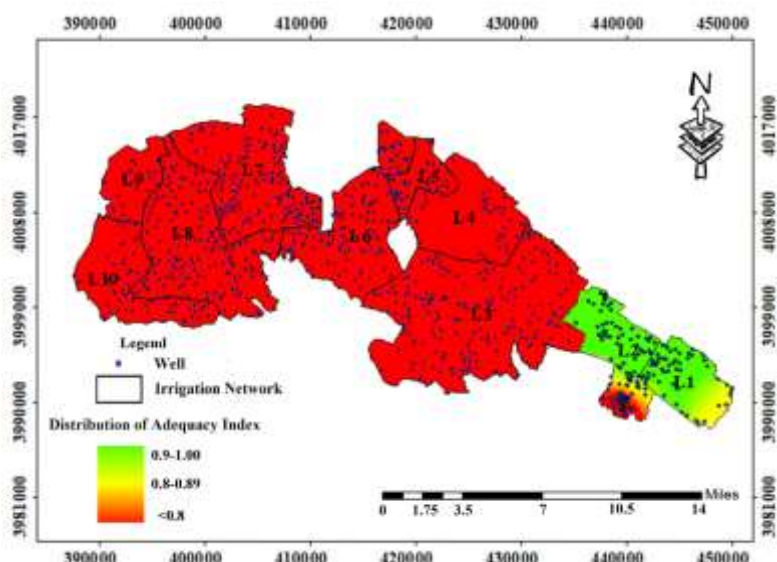 390000 400000 410000 420000 430000 440000 450000
N
4017000 4017000
4008000 4008000
3999000 3999000
3990000 3990000
3981000 3981000
L9
L7
L5
L4
L8
L6
L10
L3
L2
L1
Legend
Well
Irrigation Network
Distribution of Adequacy Index
0.9-1.00
0.8-0.89
<0.8
Miles
0 1.75 3.5 7 10.5 14
390000 400000 410000 420000 430000 440000 450000